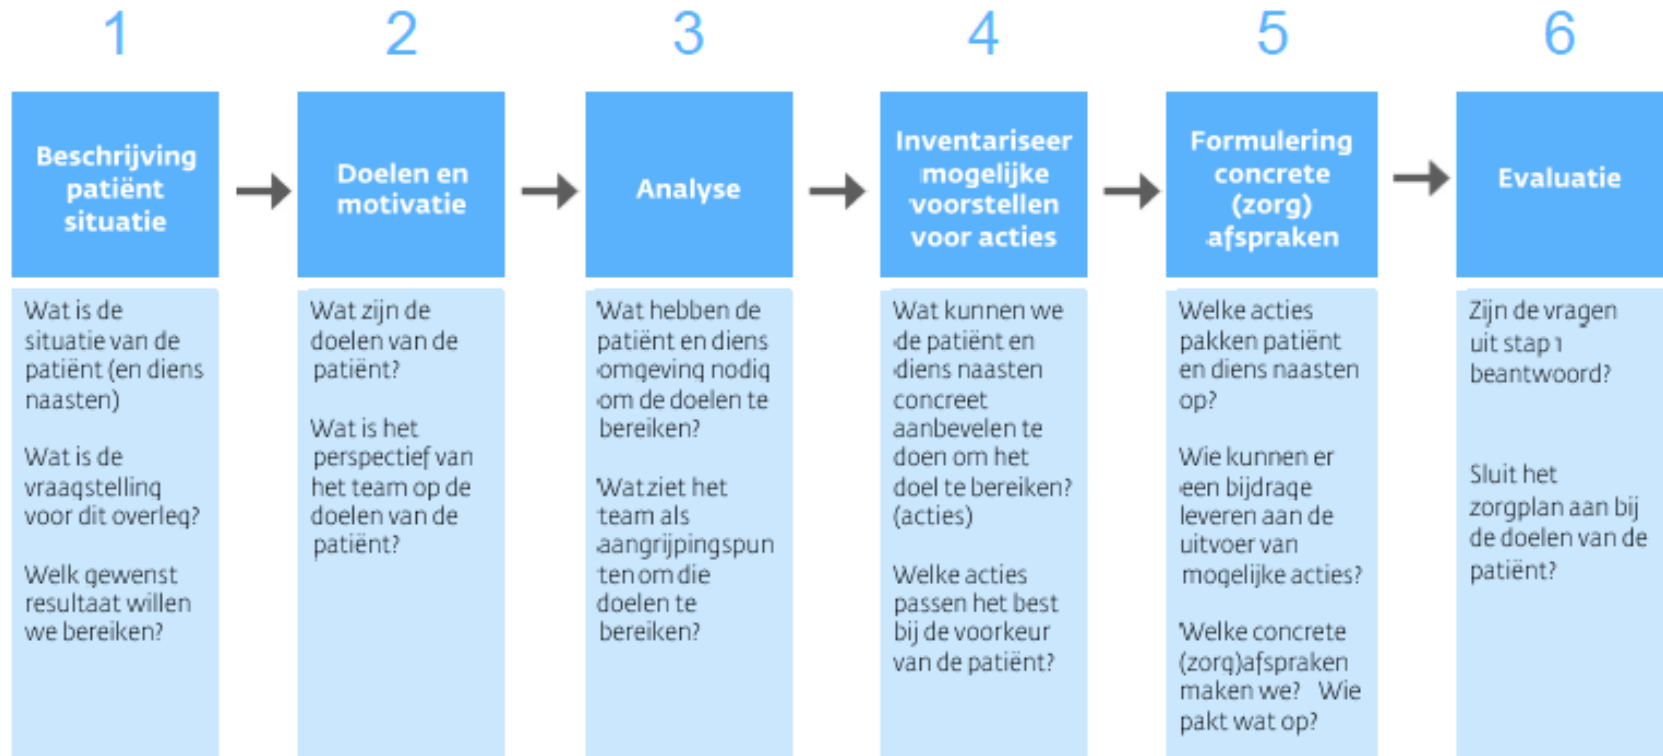 1
2
3
4
5
6
Beschrijving
patiënt
situatie
Doelen en
motivatie
Analyse
Inventariseer
mogelijke
voorstellen
voor acties
Formulering
concrete
(zorg)
afspraken
Evaluatie
Wat is de
situatie van de
patiënt (en diens
naasten)
Wat is de
vraagstelling
voor dit overleg?
Welk gewenst
resultaat willen
we bereiken?
Wat zijn de
doelen van de
patiënt?
Wat is het
perspectief van
het team op de
doelen van de
patiënt?
Wat hebben de
patiënt en diens
omgeving nodig
om de doelen te
bereiken?
Wat ziet het
team als
aangrijpingspun
ten om die
doelen te
bereiken?
Wat kunnen we
de patiënt en
diens naasten
concreet
aanbevelen te
doen om het
doel te bereiken?
(acties)
Welke acties
passen het best
bij de voorkeur
van de patiënt?
Welke acties
pakken patiënt
en diens naasten
op?
Wie kunnen er
een bijdrage
leveren aan de
uitvoer van
mogelijke acties?
Welke concrete
(zorg)afspraken
maken we? Wie
pakt wat op?
Zijn de vragen
uit stap 1
beantwoord?
Sluit het
zorgplan aan bij
de doelen van de
patiënt?